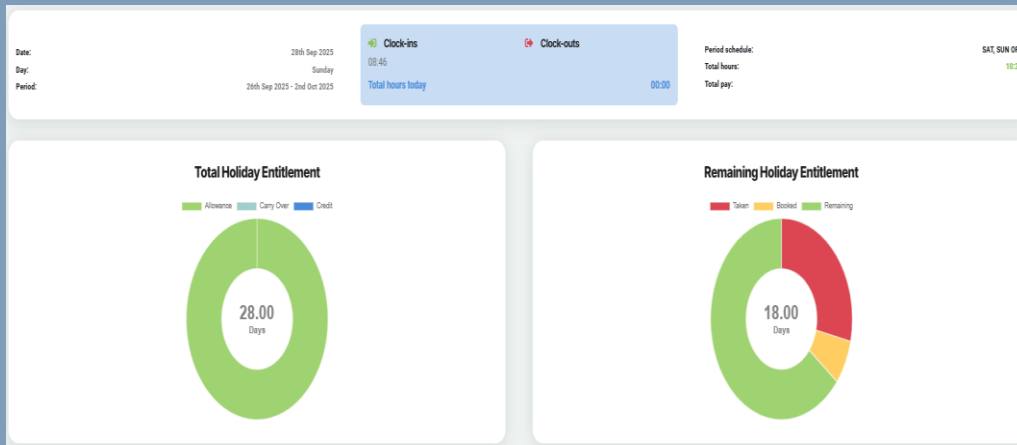 Date: 28th Sep 2025
Day: Sunday
Period: 26th Sep 2025 - 2nd Oct 2025
Clock-ins Clock-outs
08:46
Total hours today 00:00
Period schedule: SAT, SUN
Total hours:
Total pay:
Total Holiday Entitlement
Allowance Carry Over Credit
28.00
Days
Remaining Holiday Entitlement
Taken Booked Remaining
18.00
Days